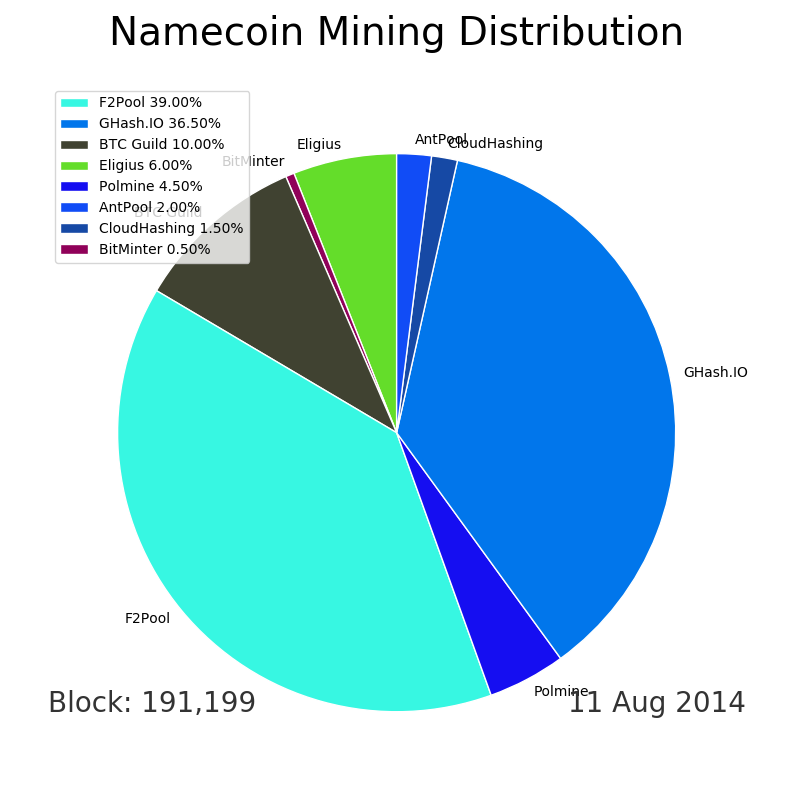 Namecoin Mining Distribution
F2Pool 39.00%
GHash.IO 36.50%
BTC Guild 10.00%
Eligius 6.00%
Polmine 4.50%
AntPool 2.00%
CloudHashing 1.50%
BitMinter 0.50%
AntPool
CloudHashing
Eligius
BitMinter
BTC Guild
GHash.IO
F2Pool
Polmine
Block: 191,199
11 Aug 2014